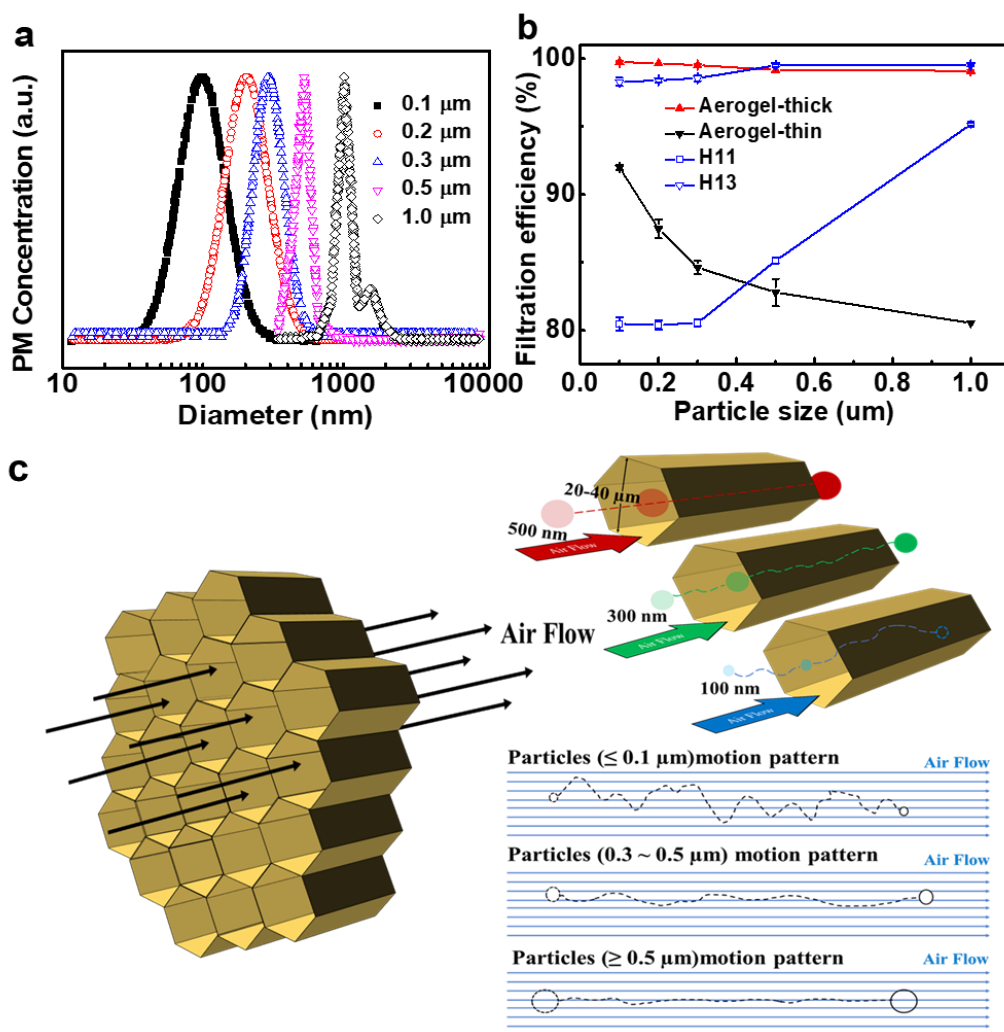 a
PM Concentration (a.u.)
0.1 μm
0.2 μm
0.3 μm
0.5 μm
1.0 μm
10 100 1000 10000
Diameter (nm)
b
Filtration efficiency (%)
100
90
80
Aerogel-thick
Aerogel-thin
H11
H13
0.0 0.2 0.4 0.6 0.8 1.0
Particle size (um)
c
Air Flow
20-40 μm
500 nm
Air Flow
300 nm
Air Flow
100 nm
Air Flow
Particles (≤ 0.1 μm)motion pattern Air Flow
Particles (0.3 ~ 0.5 μm) motion pattern Air Flow
Particles (≥ 0.5 μm)motion pattern Air Flow